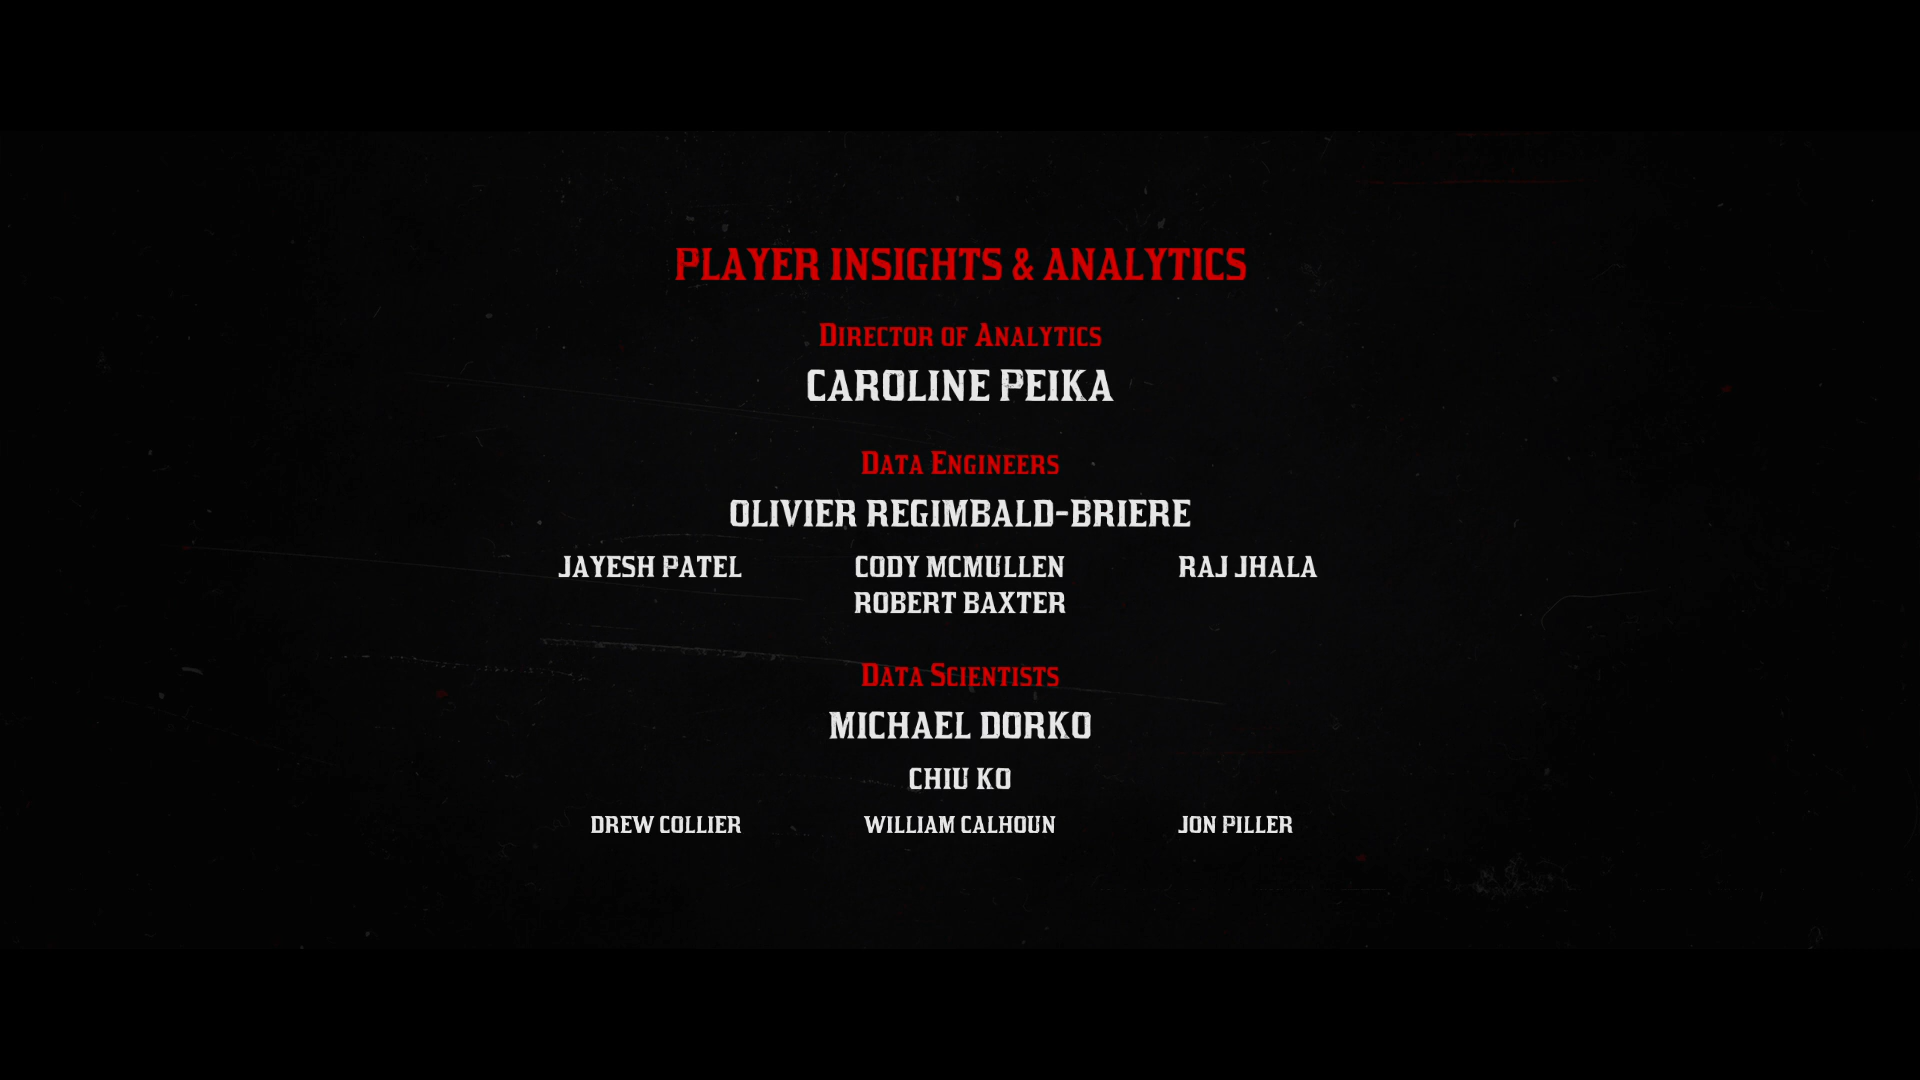 PLAYER INSIGHTS & ANALYTICS
DIRECTOR OF ANALYTICS
CAROLINE PEIKA
DATA ENGINEERS
OLIVIER REGIMBALD-BRIERE
JAYESH PATEL CODY MCMULLEN RAJ JHALA
ROBERT BAXTER
DATA SCIENTISTS
MICHAEL DORKO
CHIU KO
DREW COLLIER WILLIAM CALHOUN JON PILLER